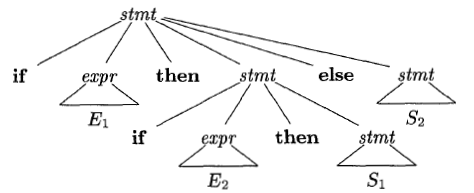 stmt
if expr then stmt else stmt
E₁ S₂
if expr then stmt
E₂ S₁